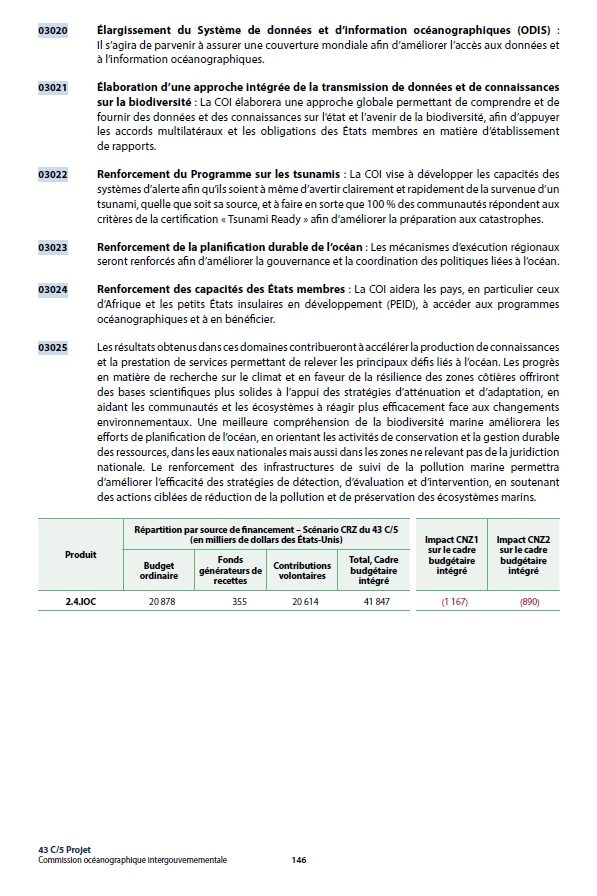 03020 Élargissement du Système de données et d’information océanographiques (ODIS) :
Il s’agira de parvenir à assurer une couverture mondiale afin d’améliorer l’accès aux données et
à l’information océanographiques.
03021 Élaboration d’une approche intégrée de la transmission de données et de connaissances
sur la biodiversité : La COI élaborera une approche globale permettant de comprendre et de
fournir des données et des connaissances sur l’état et l’avenir de la biodiversité, afin d’appuyer
les accords multilatéraux et les obligations des États membres en matière d’établissement
de rapports.
03022 Renforcement du Programme sur les tsunamis : La COI vise à développer les capacités des
systèmes d’alerte afin qu’ils soient à même d’avertir clairement et rapidement de la survenue d’un
tsunami, quelle que soit sa source, et à faire en sorte que 100 % des communautés répondent aux
critères de la certification « Tsunami Ready » afin d’améliorer la préparation aux catastrophes.
03023 Renforcement de la planification durable de l’océan : Les mécanismes d’exécution régionaux
seront renforcés afin d’améliorer la gouvernance et la coordination des politiques liées à l’océan.
03024 Renforcement des capacités des États membres : La COI aidera les pays, en particulier ceux
d’Afrique et les petits États insulaires en développement (PEID), à accéder aux programmes
océanographiques et à en bénéficier.
03025 Les résultats obtenus dans ces domaines contribueront à accélérer la production de connaissances
et la prestation de services permettant de relever les principaux défis liés à l’océan. Les progrès
en matière de recherche sur le climat et en faveur de la résilience des zones côtières offriront
des bases scientifiques plus solides à l’appui des stratégies d’atténuation et d’adaptation, en
aidant les communautés et les écosystèmes à réagir plus efficacement face aux changements
environnementaux. Une meilleure compréhension de la biodiversité marine améliorera les
efforts de planification de l’océan, en orientant les activités de conservation et la gestion durable
des ressources, dans les eaux nationales mais aussi dans les zones ne relevant pas de la juridiction
nationale. Le renforcement des infrastructures de suivi de la pollution marine permettra
d’améliorer l’efficacité des stratégies de détection, d’évaluation et d’intervention, en soutenant
des actions ciblées de réduction de la pollution et de préservation des écosystèmes marins.
Produit
Répartition par source de financement – Scénario CRZ du 43 C/5
(en milliers de dollars des États-Unis)
Budget
ordinaire
Fonds
générateurs de
recettes
Contributions
volontaires
Total, Cadre
budgétaire
intégré
Impact CNZ1
sur le cadre
budgétaire
intégré
Impact CNZ2
sur le cadre
budgétaire
intégré
2.4.IOC 20 878 355 20 614 41 847 (1 167) (890)
43 C/5 Projet
Commission océanographique intergouvernementale 146